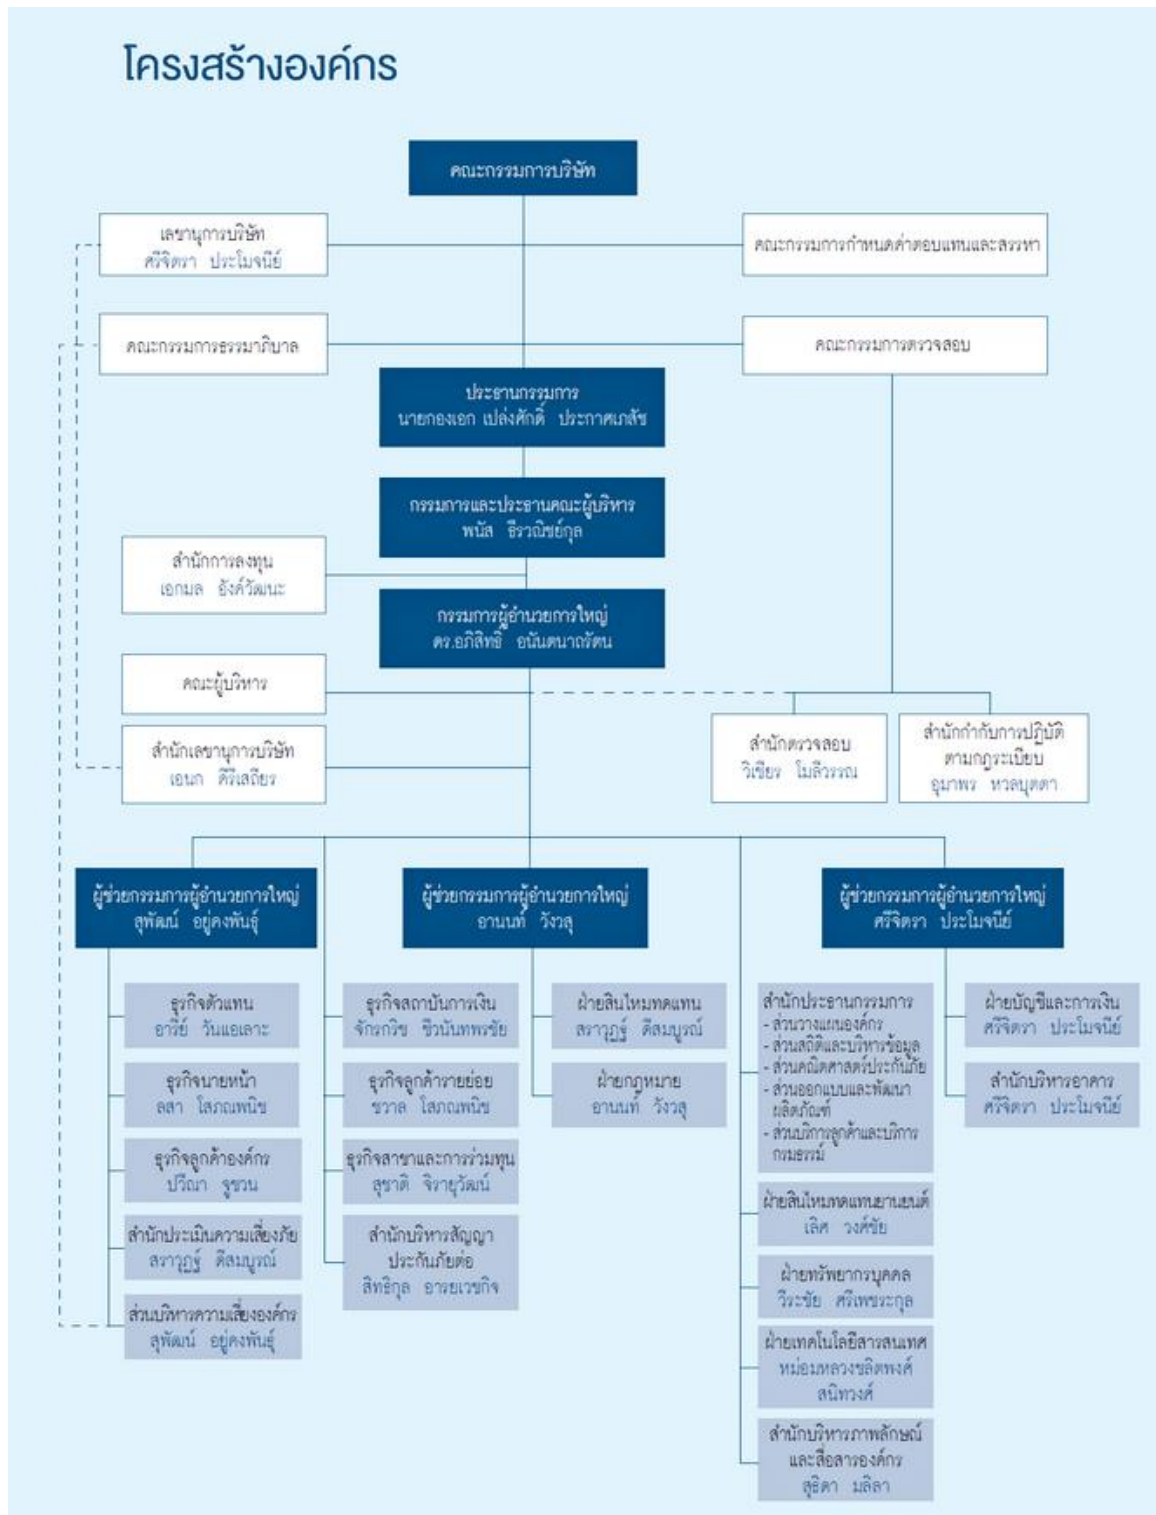 โครงสร้างองค์กร
คณะกรรมการบริษัท
เลขานุการบริษัท
ศรีจิตรา ประโมจนีย์
คณะกรรมการกำหนดค่าตอบแทนและสรรหา
คณะกรรมการธรรมาภิบาล
คณะกรรมการตรวจสอบ
ประธานกรรมการ
นายกองเอก เปล่งศักดิ์ ประกาศเภสัช
กรรมการและประธานคณะผู้บริหาร
พนัส ธีรวณิชย์กุล
สำนักการลงทุน
เอกมล อังค์วัฒนะ
กรรมการผู้อำนวยการใหญ่
ดร.อภิสิทธิ์ อนันตนาถรัตน
คณะผู้บริหาร
สำนักเลขานุการบริษัท
เอนก คีรีเสถียร
สำนักตรวจสอบ
วิเชียร โมลีวรรณ
สำนักกำกับการปฏิบัติ
ตามกฎระเบียบ
อุมาพร หวลบุตตา
ผู้ช่วยกรรมการผู้อำนวยการใหญ่
สุพัฒน์ อยู่คงพันธุ์
ผู้ช่วยกรรมการผู้อำนวยการใหญ่
อานนท์ วังวสุ
ผู้ช่วยกรรมการผู้อำนวยการใหญ่
ศรีจิตรา ประโมจนีย์
ธุรกิจตัวแทน
อารีย์ วันแอเลาะ
ธุรกิจนายหน้า
ลสา โสภณพนิช
ธุรกิจลูกค้าองค์กร
ปวีณา จูชวน
สำนักประเมินความเสี่ยงภัย
สราวุฏฐ์ ดีสมบูรณ์
ส่วนบริหารความเสี่ยงองค์กร
สุพัฒน์ อยู่คงพันธุ์
ธุรกิจสถาบันการเงิน
จักรกริช ชีวนันทพรชัย
ธุรกิจลูกค้ารายย่อย
ชวาล โสภณพนิช
ธุรกิจสาขาและการร่วมทุน
สุชาติ จิรายุวัฒน์
สำนักบริหารสัญญา
ประกันภัยต่อ
สิทธิกุล อารยเวชกิจ
ฝ่ายสินไหมทดแทน
สราวุฏฐ์ ดีสมบูรณ์
ฝ่ายกฎหมาย
อานนท์ วังวสุ
สำนักประธานกรรมการ
- ส่วนวางแผนองค์กร
- ส่วนสถิติและบริหารข้อมูล
- ส่วนคณิตศาสตร์ประกันภัย
- ส่วนออกแบบและพัฒนา
ผลิตภัณฑ์
- ส่วนบริการลูกค้าและบริการ
กรมธรรม์
ฝ่ายสินไหมทดแทนยานยนต์
เลิศ วงศ์ชัย
ฝ่ายทรัพยากรบุคคล
วีระชัย ศรีเพชระกุล
ฝ่ายเทคโนโลยีสารสนเทศ
หม่อมหลวงชลิตพงศ์
สนิทวงศ์
สำนักบริหารภาพลักษณ์
และสื่อสารองค์กร
สุธิดา มลิลา
ฝ่ายบัญชีและการเงิน
ศรีจิตรา ประโมจนีย์
สำนักบริหารอาคาร
ศรีจิตรา ประโมจนีย์